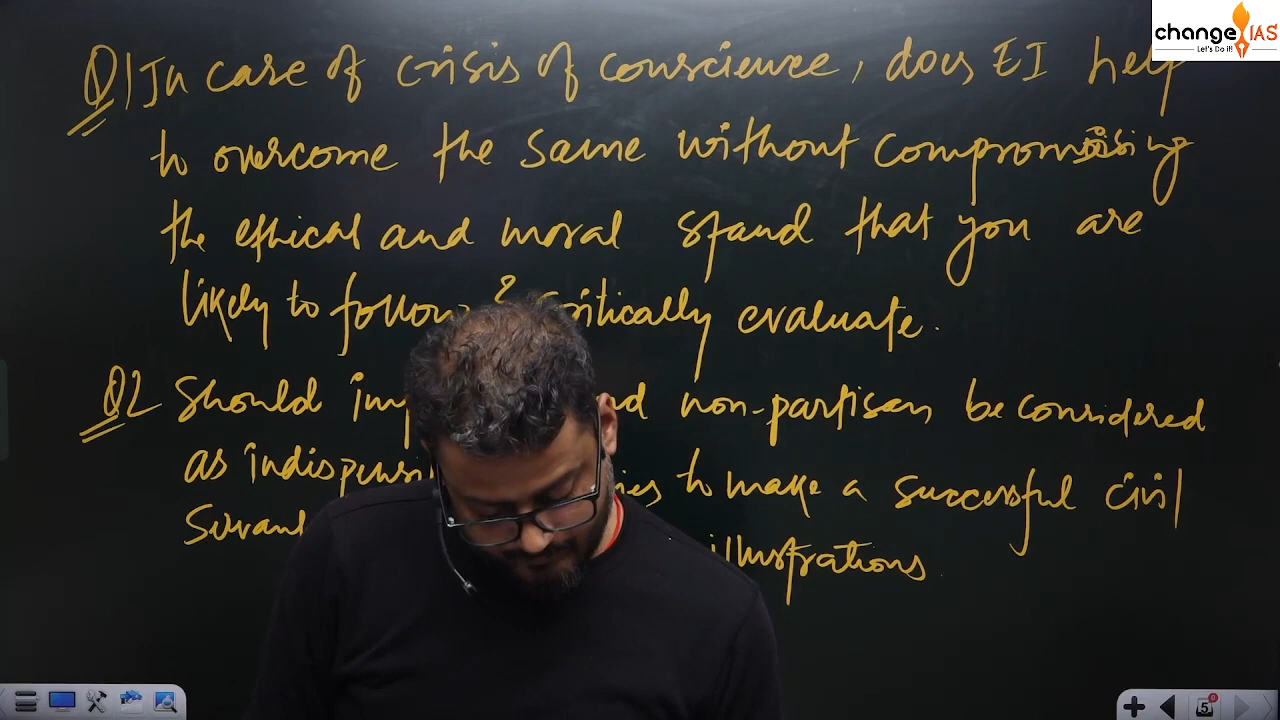 change IAS
Let's Do it!
Q1 In case of crisis of conscience, does EI help
to overcome the same without compromising
the ethical and moral stand that you are
likely to follow? critically evaluate.
Q2 Should non-partisan be considered
as to make a successful civil
illustrations
5